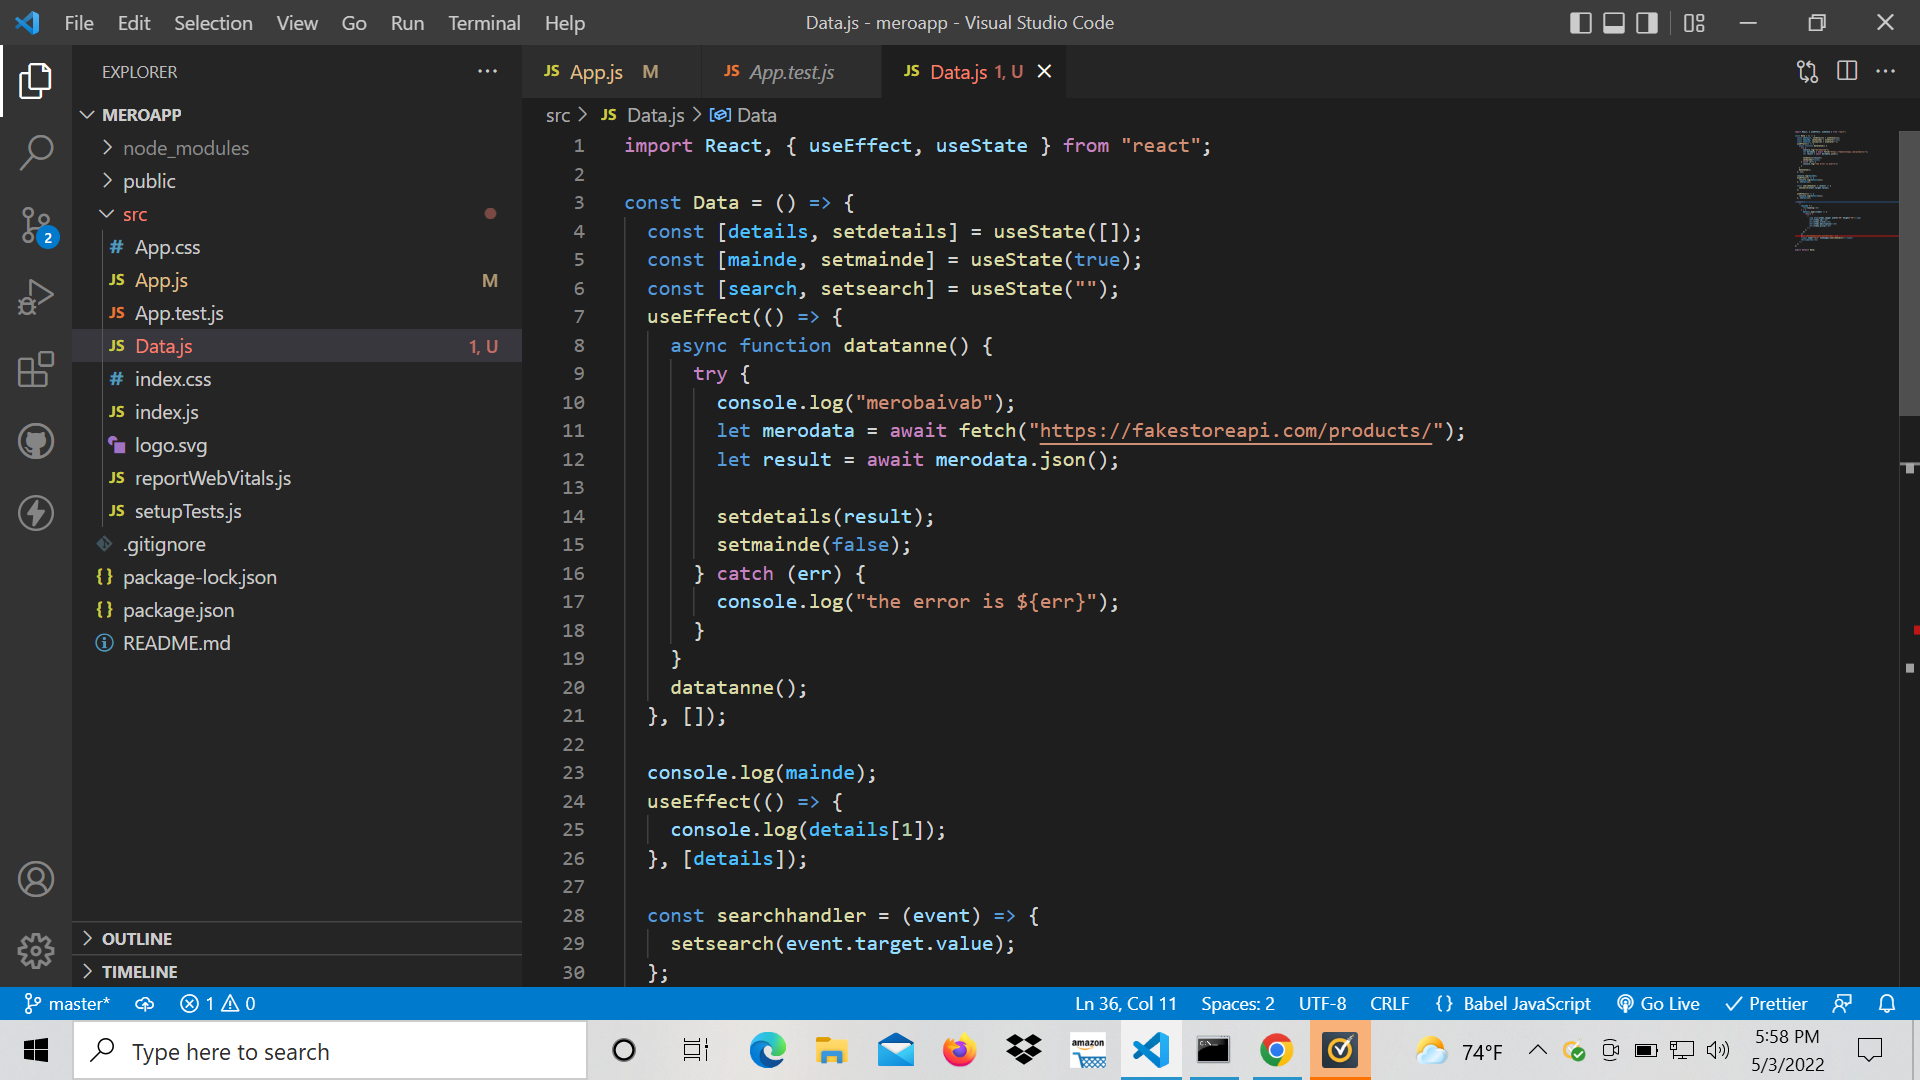 File Edit Selection View Go Run Terminal Help
Data.js - meroapp - Visual Studio Code
EXPLORER
MEROAPP
node_modules
public
src
# App.css
JS App.js M
JS App.test.js
JS Data.js 1, U
# index.css
JS index.js
logo.svg
JS reportWebVitals.js
JS setupTests.js
.gitignore
{} package-lock.json
{} package.json
README.md
OUTLINE
TIMELINE
2
JS App.js M JS App.test.js JS Data.js 1, U
src > JS Data.js > Data
1 import React, { useEffect, useState } from "react";
2
3 const Data = () => {
4 const [details, setdetails] = useState([]);
5 const [mainde, setmainde] = useState(true);
6 const [search, setsearch] = useState("");
7 useEffect(() => {
8 async function datatanne() {
9 try {
10 console.log("merobaivab");
11 let merodata = await fetch("https://fakestoreapi.com/products/");
12 let result = await merodata.json();
13
14 setdetails(result);
15 setmainde(false);
16 } catch (err) {
17 console.log("the error is ${err}");
18 }
19 }
20 datatanne();
21 }, []);
22
23 console.log(mainde);
24 useEffect(() => {
25 console.log(details[1]);
26 }, [details]);
27
28 const searchhandler = (event) => {
29 setsearch(event.target.value);
30 };
master* 1 0 Ln 36, Col 11 Spaces: 2 UTF-8 CRLF {} Babel JavaScript Go Live Prettier
Type here to search
amazon
74°F
5:58 PM
5/3/2022